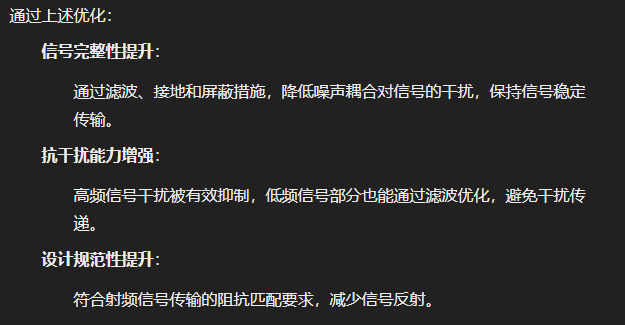 通过上述优化：
信号完整性提升：
通过滤波、接地和屏蔽措施，降低噪声耦合对信号的干扰，保持信号稳定
传输。
抗干扰能力增强：
高频信号干扰被有效抑制，低频信号部分也能通过滤波优化，避免干扰传
递。
设计规范性提升：
符合射频信号传输的阻抗匹配要求，减少信号反射。